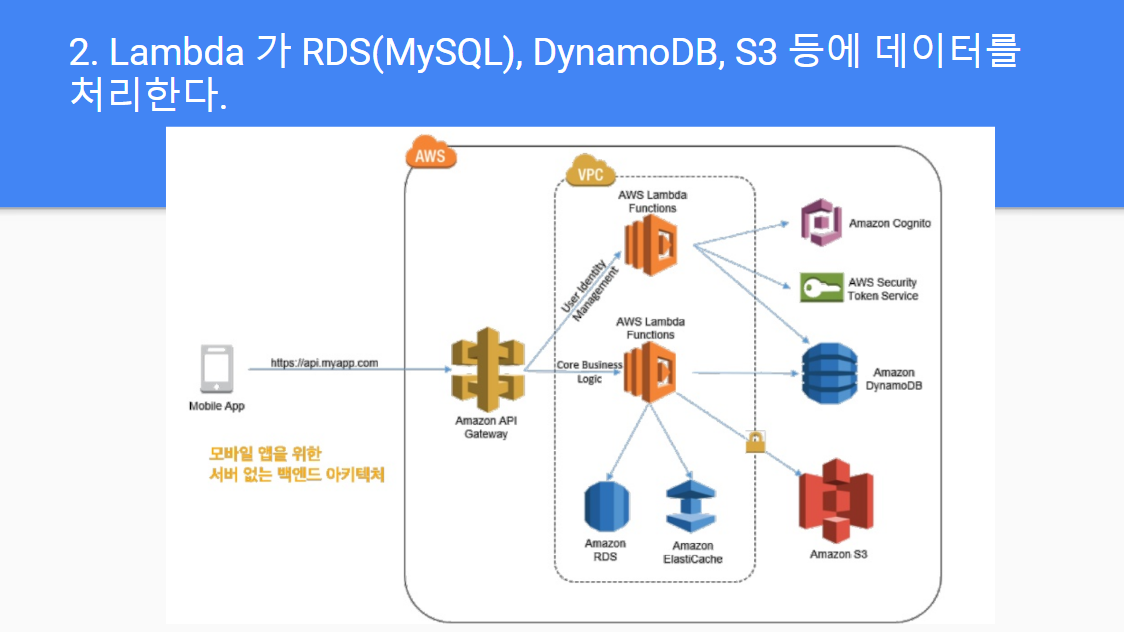 2. Lambda 가 RDS(MySQL), DynamoDB, S3 등에 데이터를
처리한다.
AWS
VPC
AWS Lambda
Functions
Amazon Cognito
User Identity
Management
AWS Security
Token Service
AWS Lambda
Functions
https://api.myapp.com
Core Business
Logic
Amazon
DynamoDB
Mobile App
Amazon API
Gateway
모바일 앱을 위한
서버 없는 백앤드 아키텍처
Amazon
RDS
Amazon
ElastiCache
Amazon S3